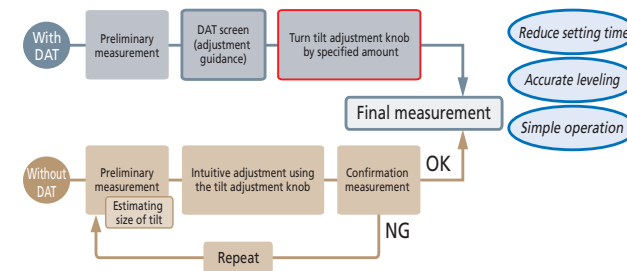 With
DAT
Preliminary
measurement
DAT screen
(adjustment
guidance)
Turn tilt adjustment knob
by specified amount
Reduce setting time
Accurate leveling
Simple operation
Final measurement
Without
DAT
Preliminary
measurement
Estimating
size of tilt
Intuitive adjustment using
the tilt adjustment knob
Confirmation
measurement
OK
NG
Repeat